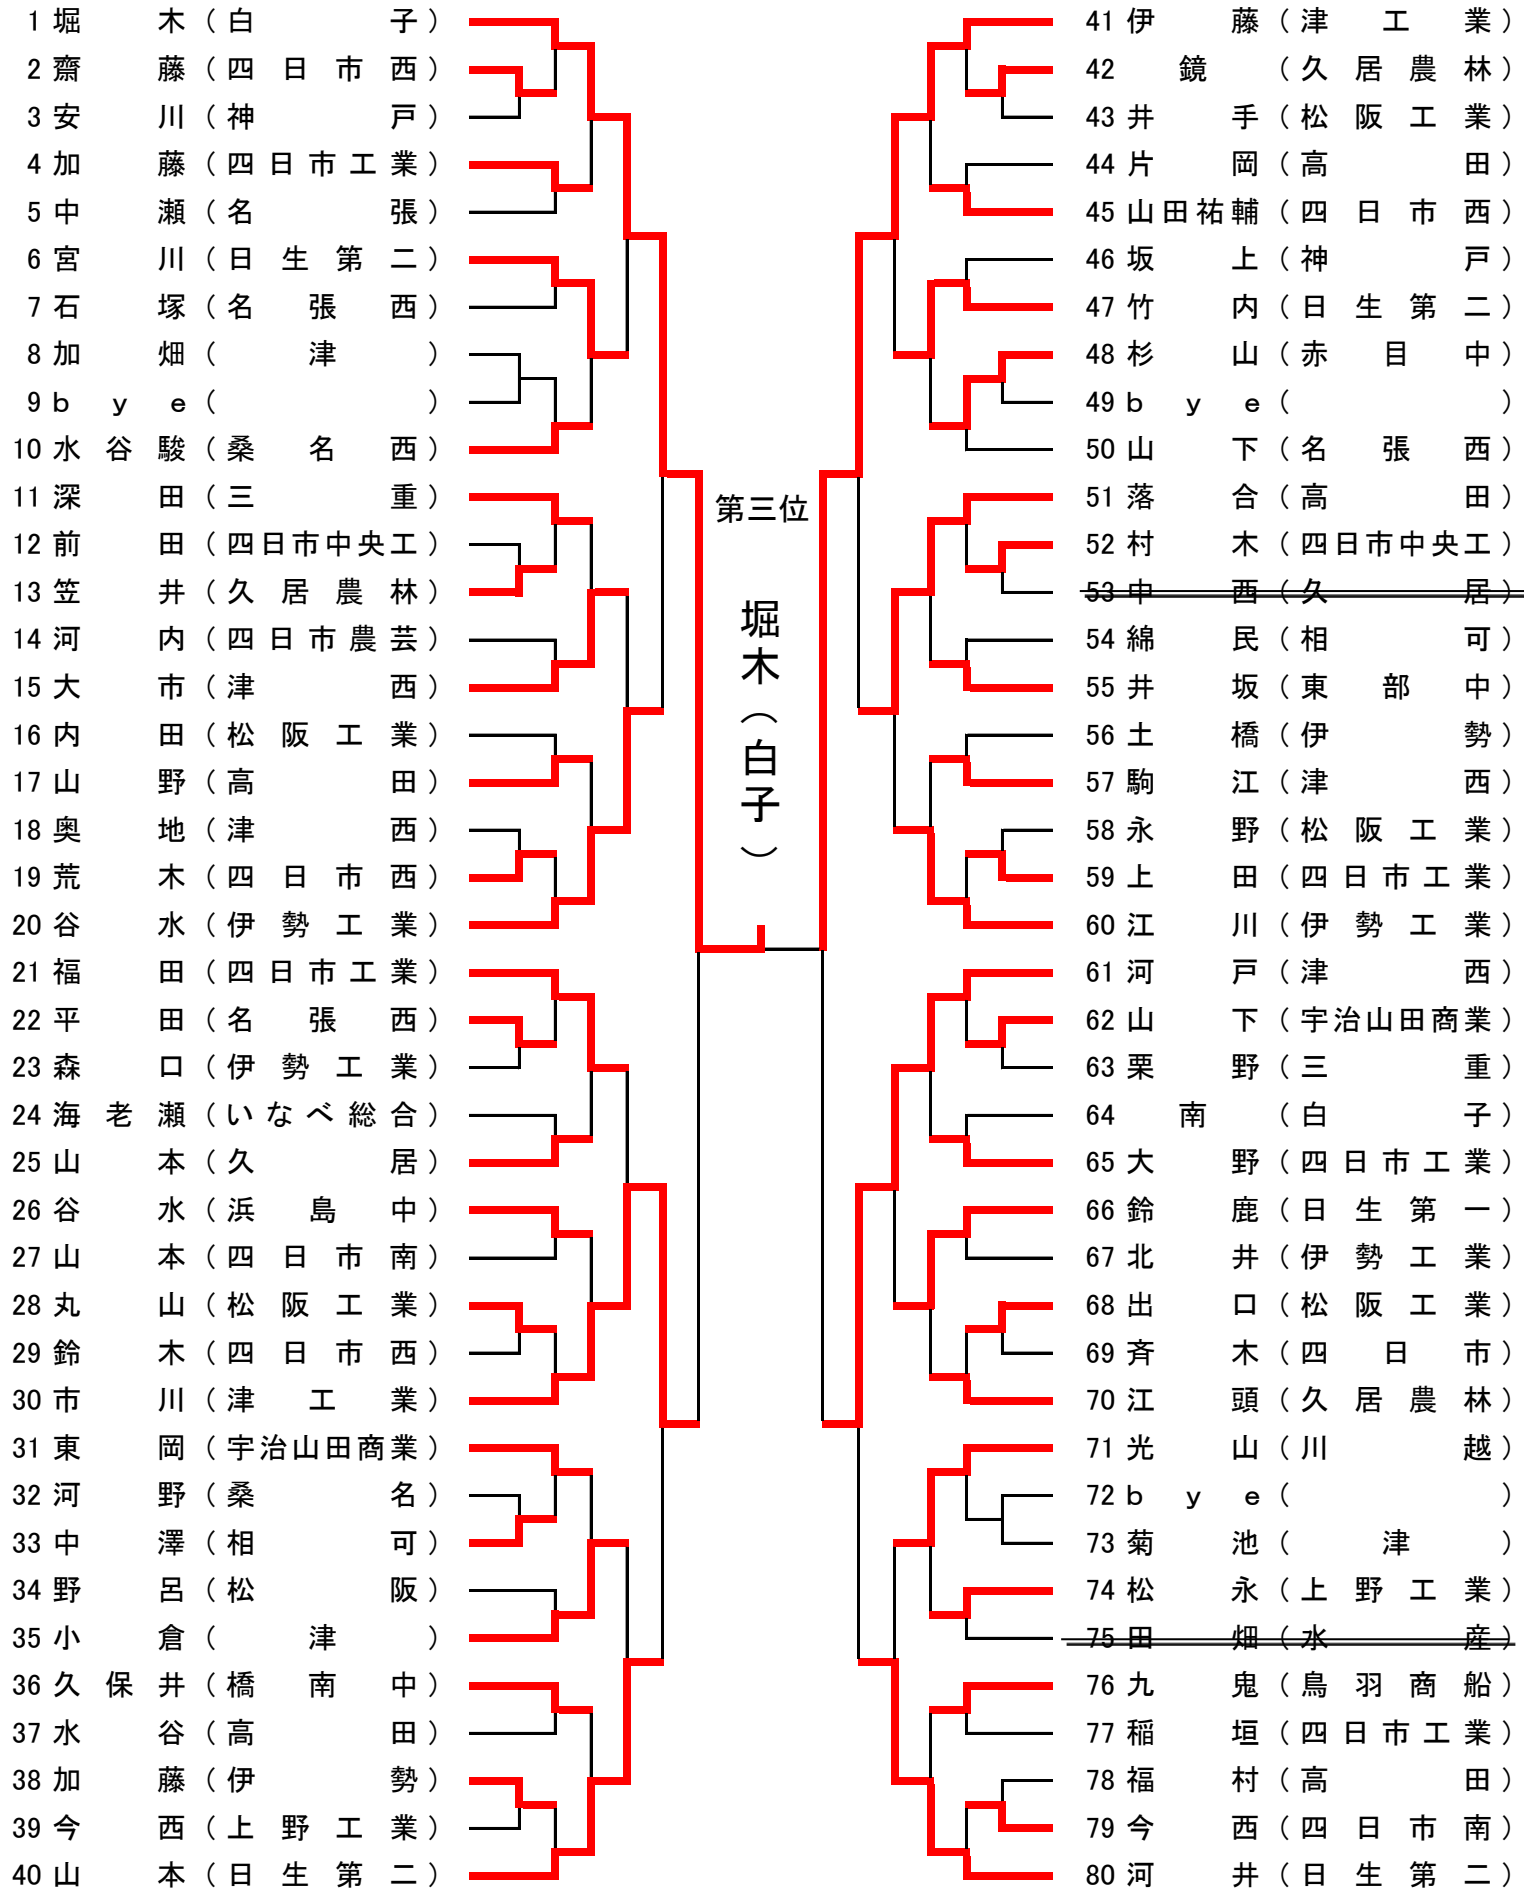 1 堀木（白子）
2 齋藤（四日市西）
3 安川（神戸）
4 加藤（四日市工業）
5 中瀬（名張）
6 宮川（日生第二）
7 石塚（名張西）
8 加畑（津）
9 ｂｙｅ（）
10 水谷駿（桑名西）
11 深田（三重）
12 前田（四日市中央工）
13 笠井（久居農林）
14 河内（四日市農芸）
15 大市（津西）
16 内田（松阪工業）
17 山野（高田）
18 奥地（津西）
19 荒木（四日市西）
20 谷水（伊勢工業）
21 福田（四日市工業）
22 平田（名張西）
23 森口（伊勢工業）
24 海老瀬（いなべ総合）
25 山本（久居）
26 谷水（浜島中）
27 山本（四日市南）
28 丸山（松阪工業）
29 鈴木（四日市西）
30 市川（津工業）
31 東岡（宇治山田商業）
32 河野（桑名）
33 中澤（相可）
34 野呂（松阪）
35 小倉（津）
36 久保井（橋南中）
37 水谷（高田）
38 加藤（伊勢）
39 今西（上野工業）
40 山本（日生第二）
第三位
堀木（白子）
41 伊藤（津工業）
42 鏡（久居農林）
43 井手（松阪工業）
44 片岡（高田）
45 山田祐輔（四日市西）
46 坂上（神戸）
47 竹内（日生第二）
48 杉山（赤目中）
49 ｂｙｅ（）
50 山下（名張西）
51 落合（高田）
52 村木（四日市中央工）
53 中西（久居）
54 綿民（相可）
55 井坂（東部中）
56 土橋（伊勢）
57 駒江（津西）
58 永野（松阪工業）
59 上田（四日市工業）
60 江川（伊勢工業）
61 河戸（津西）
62 山下（宇治山田商業）
63 栗野（三重）
64 南（白子）
65 大野（四日市工業）
66 鈴鹿（日生第一）
67 北井（伊勢工業）
68 出口（松阪工業）
69 斉木（四日市）
70 江頭（久居農林）
71 光山（川越）
72 ｂｙｅ（）
73 菊池（津）
74 松永（上野工業）
75 田畑（水産）
76 九鬼（鳥羽商船）
77 稲垣（四日市工業）
78 福村（高田）
79 今西（四日市南）
80 河井（日生第二）